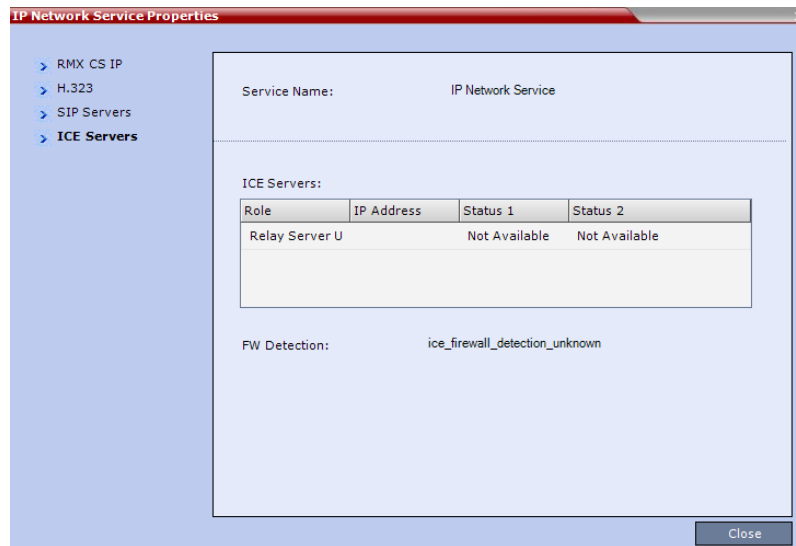 IP Network Service Properties
RMX CS IP
H.323
SIP Servers
ICE Servers
Service Name: IP Network Service
ICE Servers:
Role IP Address Status 1 Status 2
Relay Server U Not Available Not Available
FW Detection: ice_firewall_detection_unknown
Close